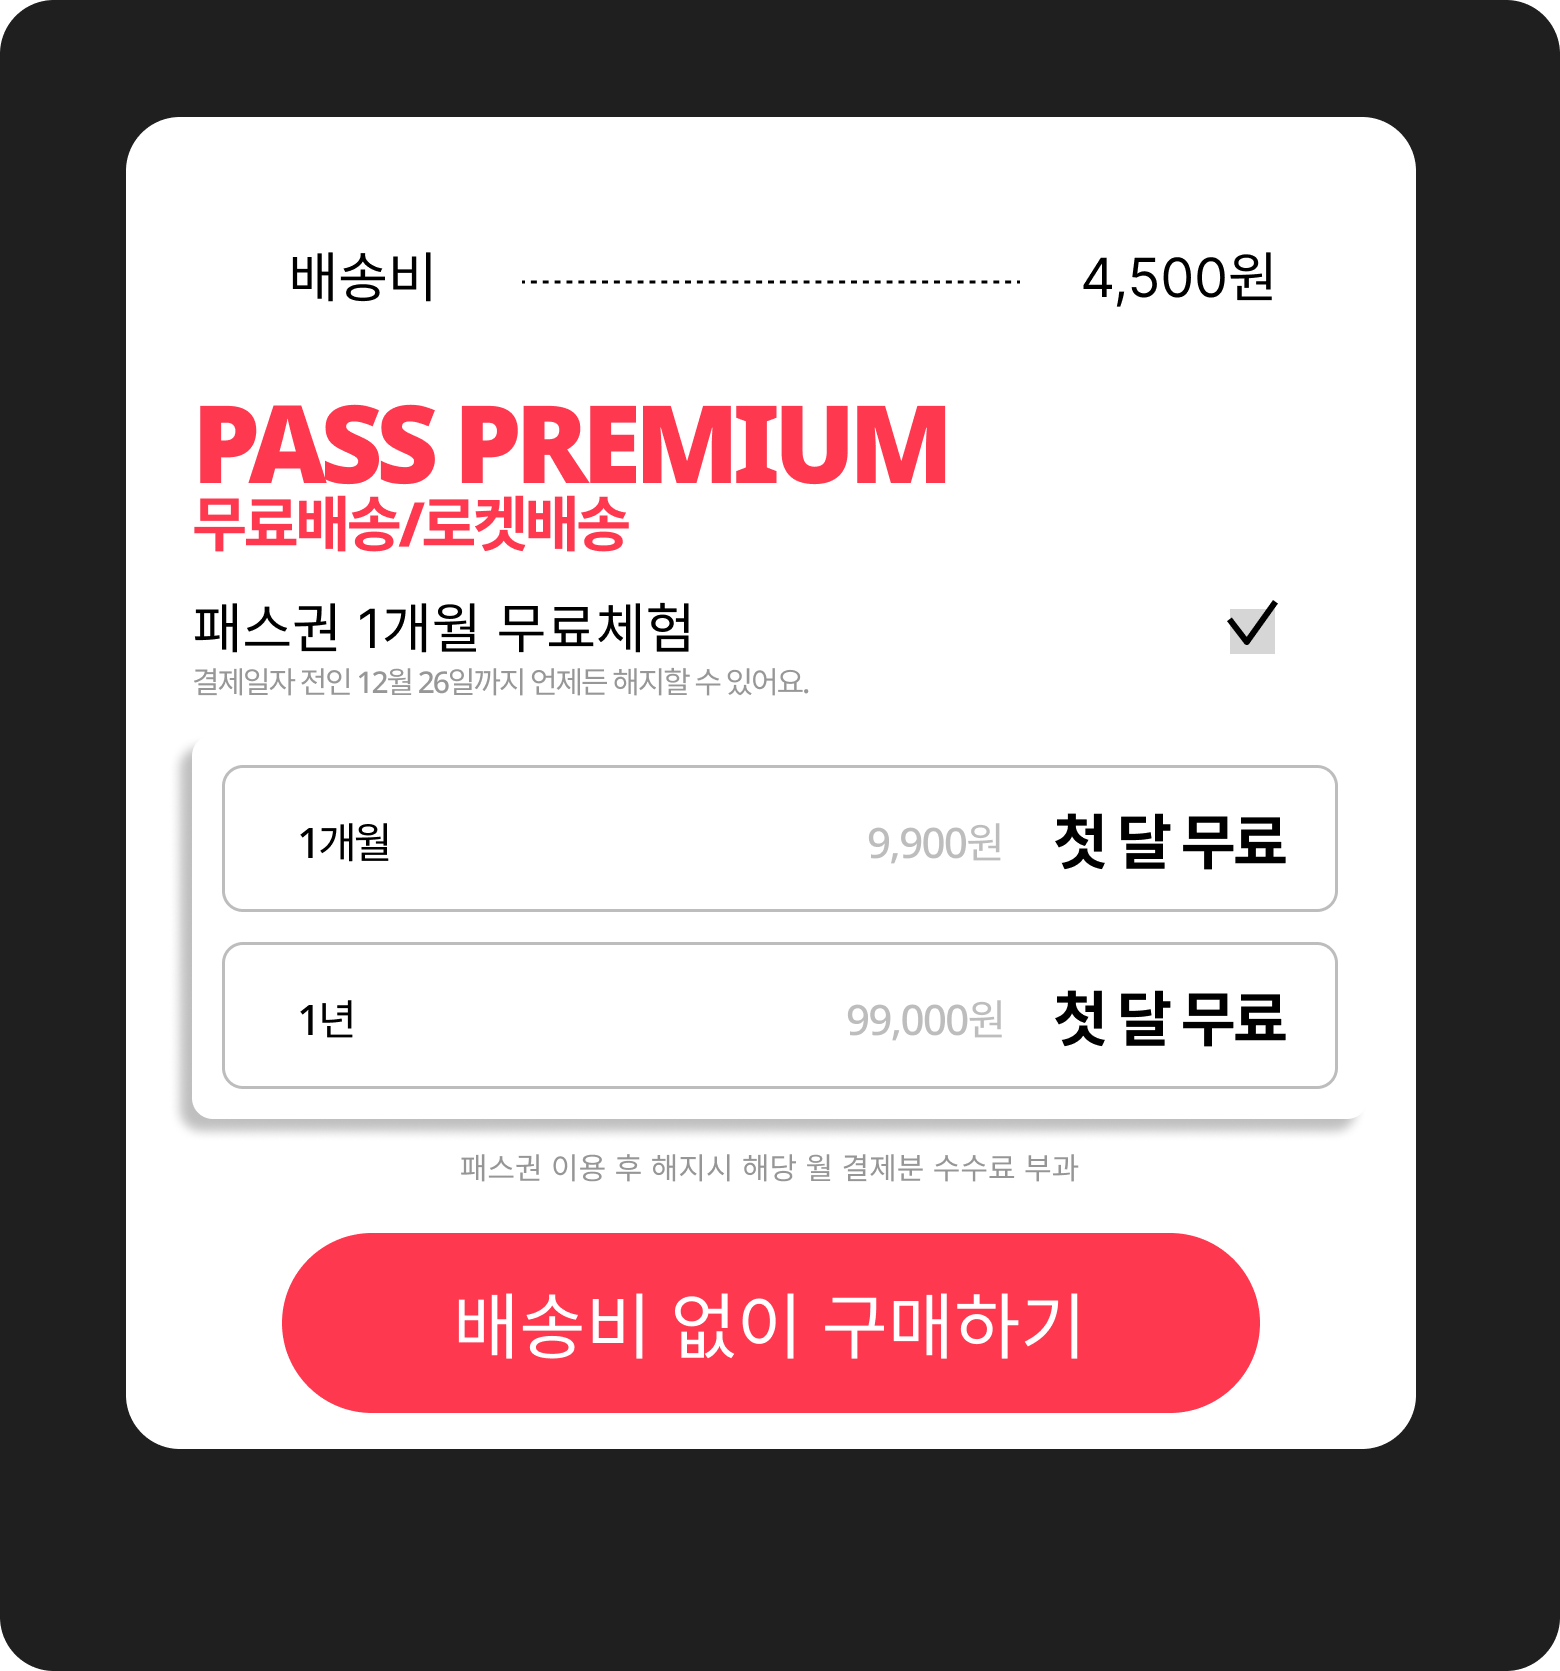 배송비 4,500원
PASS PREMIUM
무료배송/로켓배송
패스권 1개월 무료체험
결제일자 전인 12월 26일까지 언제든 해지할 수 있어요.
1개월 9,900원 첫 달 무료
1년 99,000원 첫 달 무료
패스권 이용 후 해지시 해당 월 결제분 수수료 부과
배송비 없이 구매하기